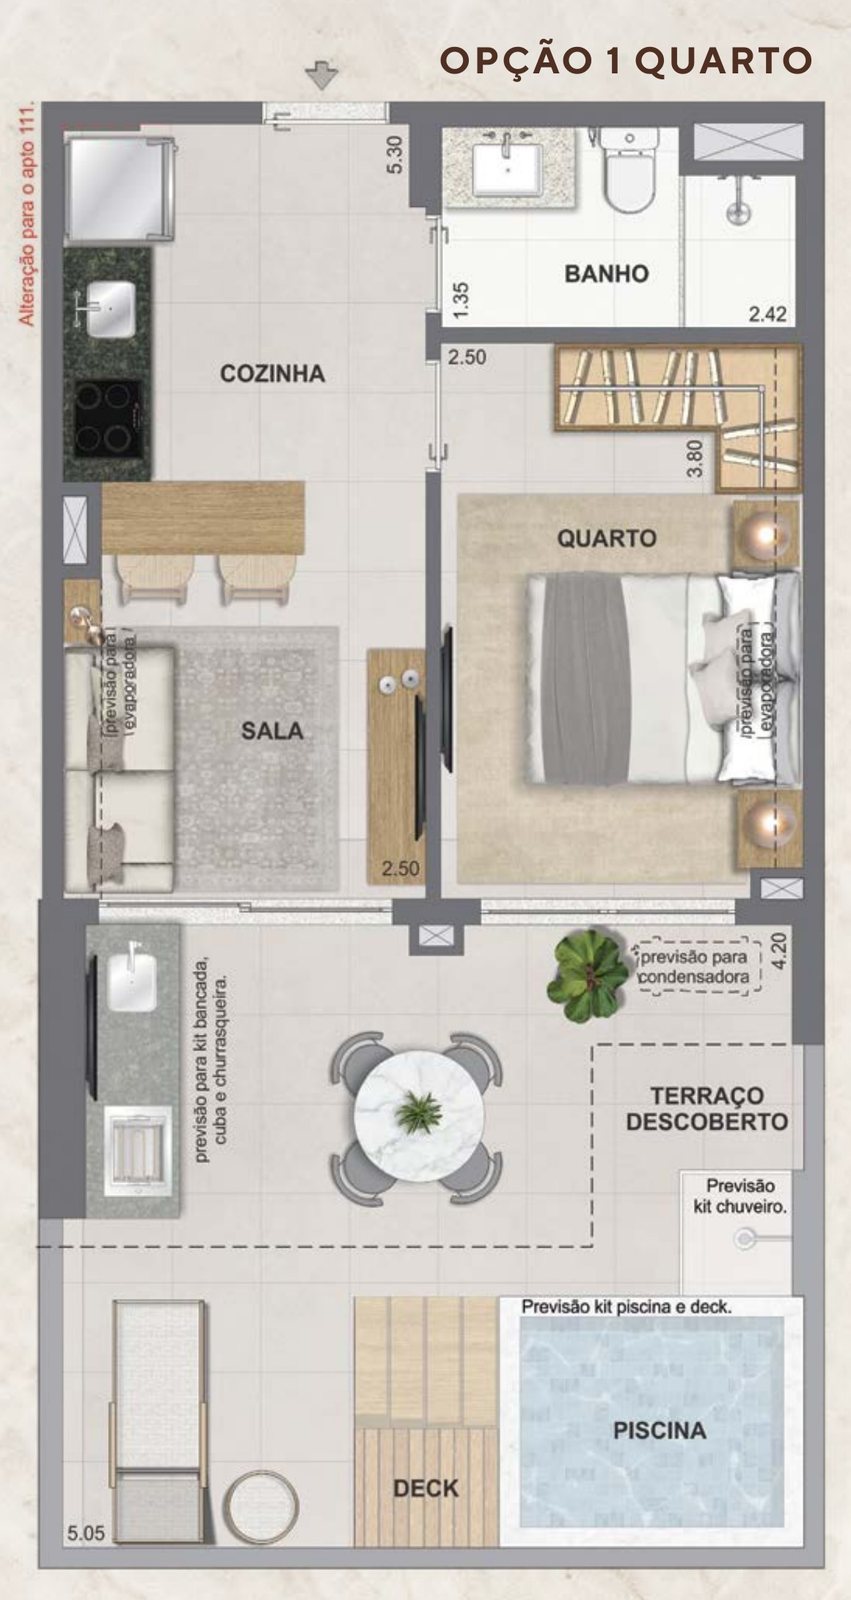 OPÇÃO 1 QUARTO
Alteração para o apto 111.
5.30
BANHO
1.35
2.42
COZINHA
2.50
3.80
QUARTO
previsão para
evaporadora
previsão para
evaporadora
SALA
2.50
previsão para
condensadora
4.20
previsão para kit bancada,
cuba e churrasqueira.
TERRAÇO
DESCOBERTO
Previsão
kit chuveiro.
Previsão kit piscina e deck.
PISCINA
DECK
5.05